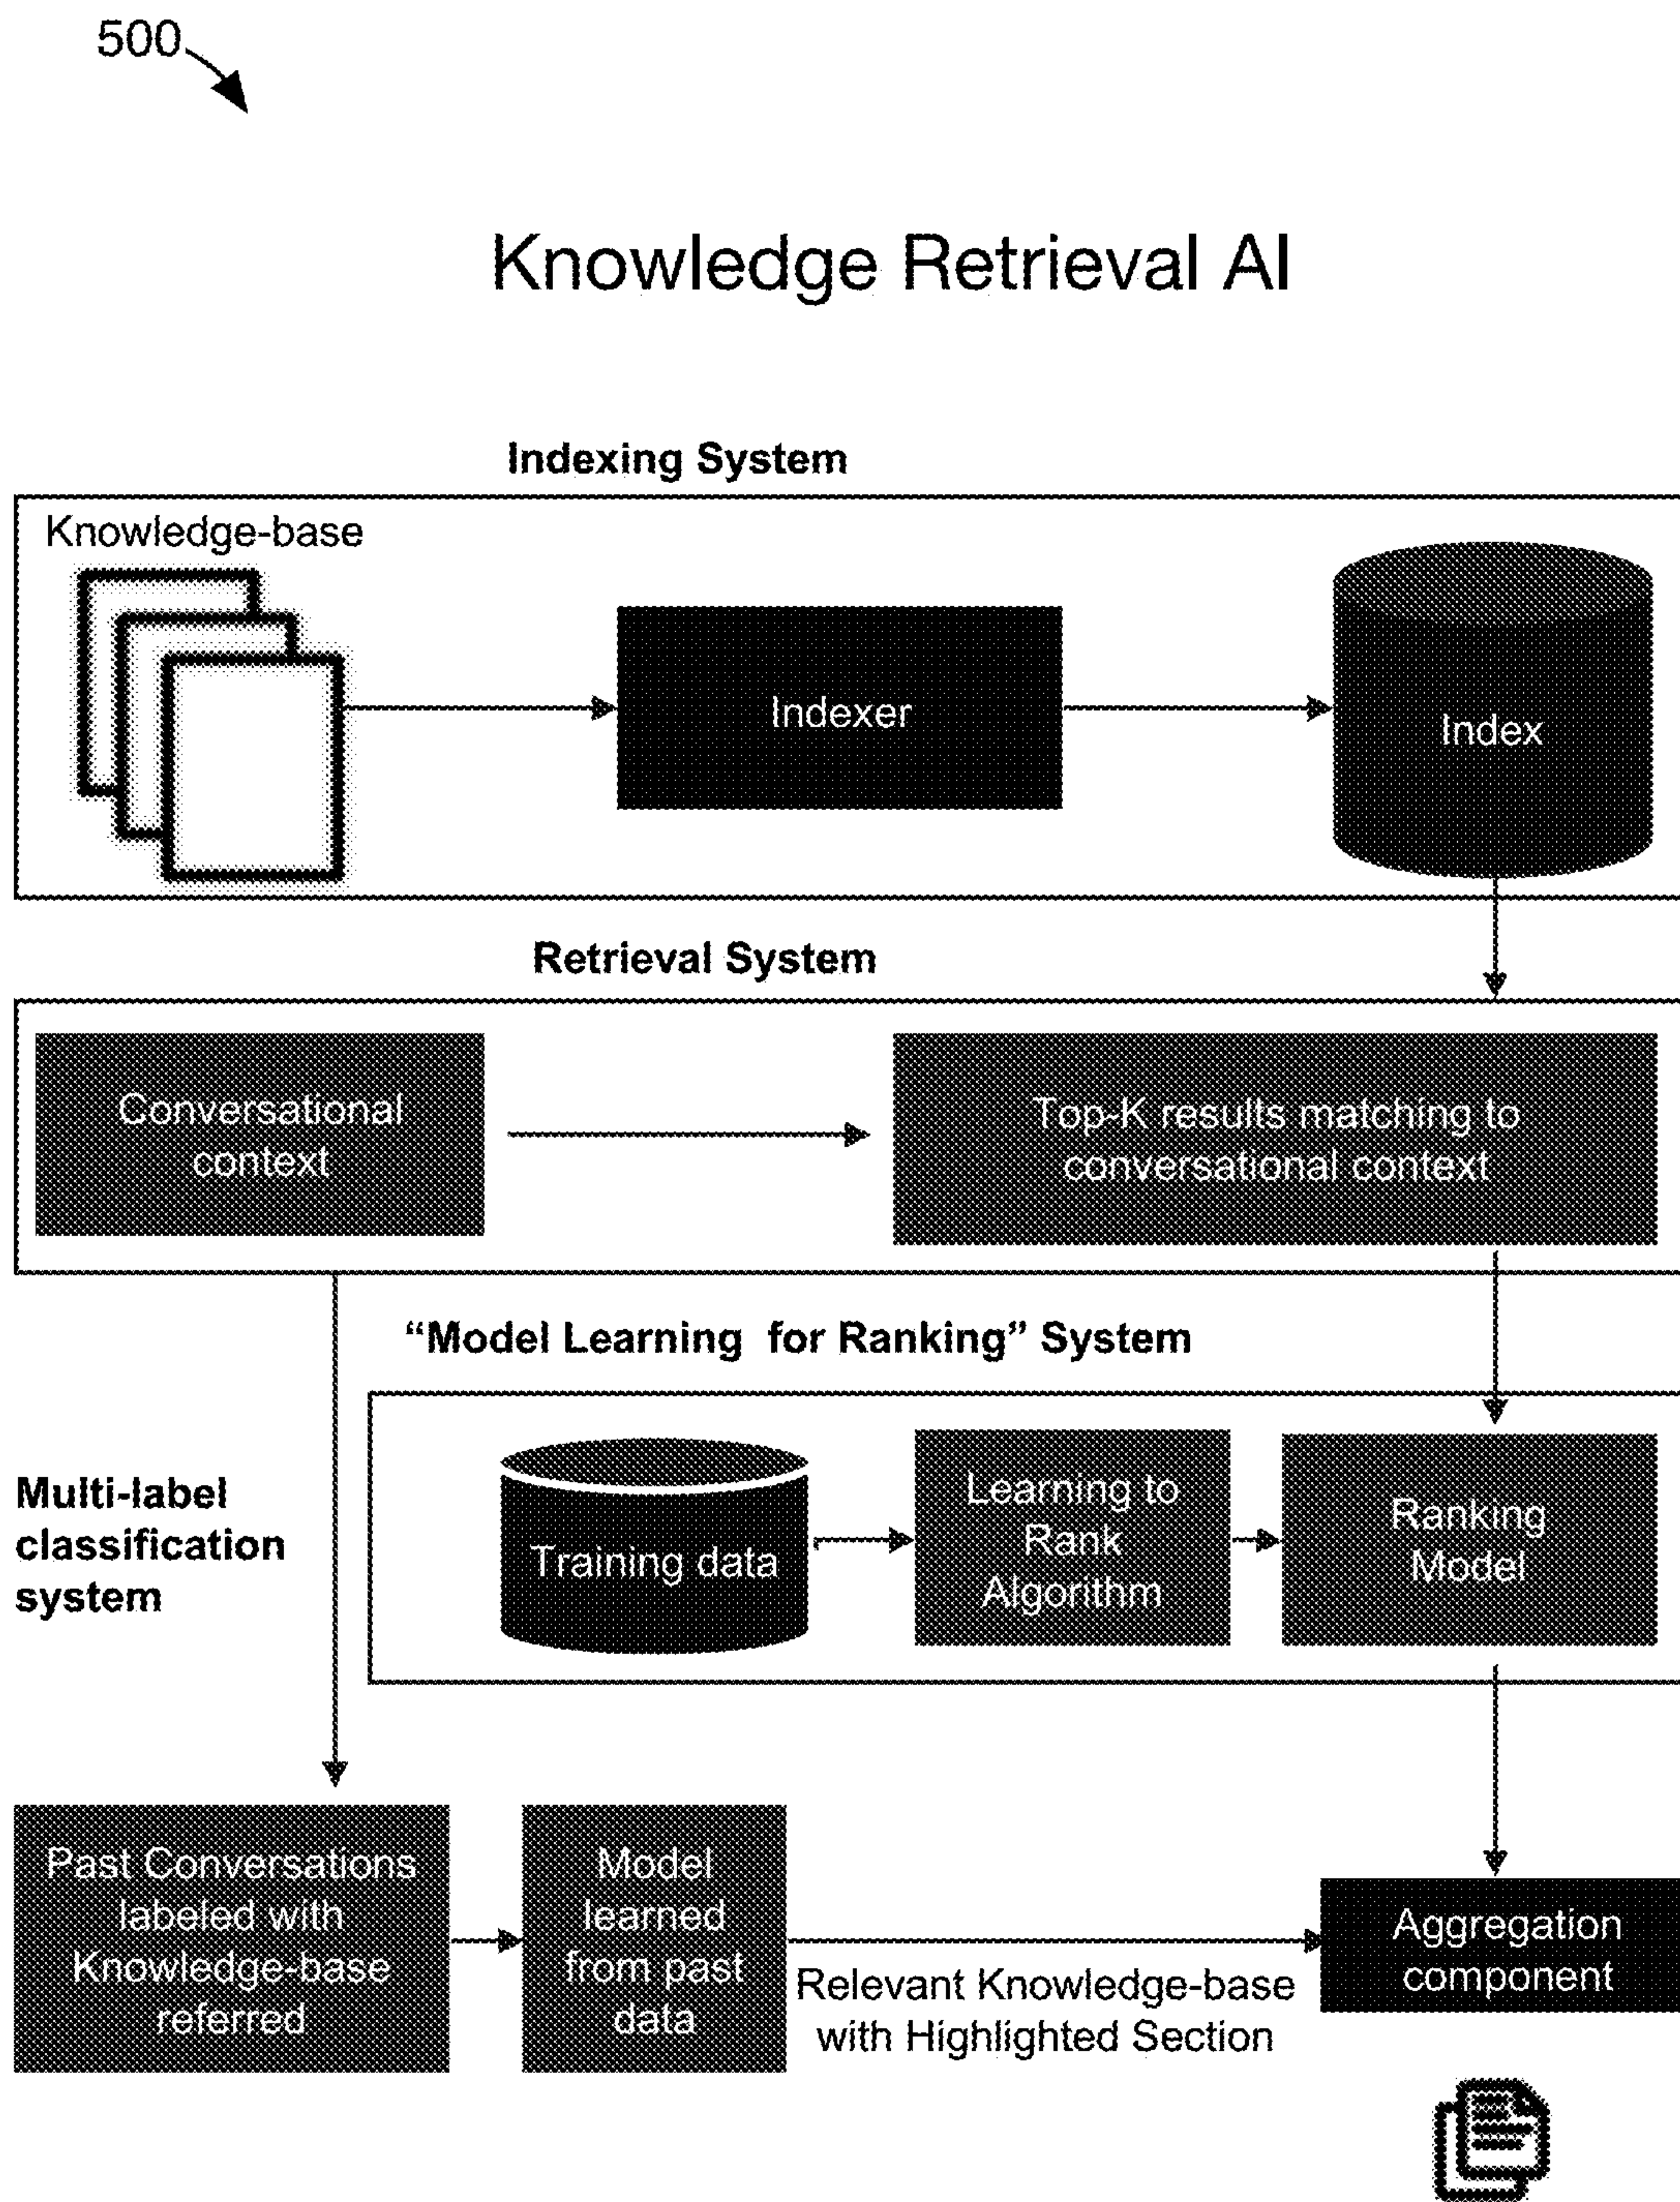 500
Knowledge Retrieval AI
Indexing System
Knowledge-base
Indexer
Index
Retrieval System
Conversational
context
Top-K results matching to
conversational context
“Model Learning for Ranking” System
Multi-label
classification
system
Training data
Learning to
Rank
Algorithm
Ranking
Model
Past Conversations
labeled with
Knowledge-base
referred
Model
learned
from past
data
Relevant Knowledge-base
with Highlighted Section
Aggregation
component